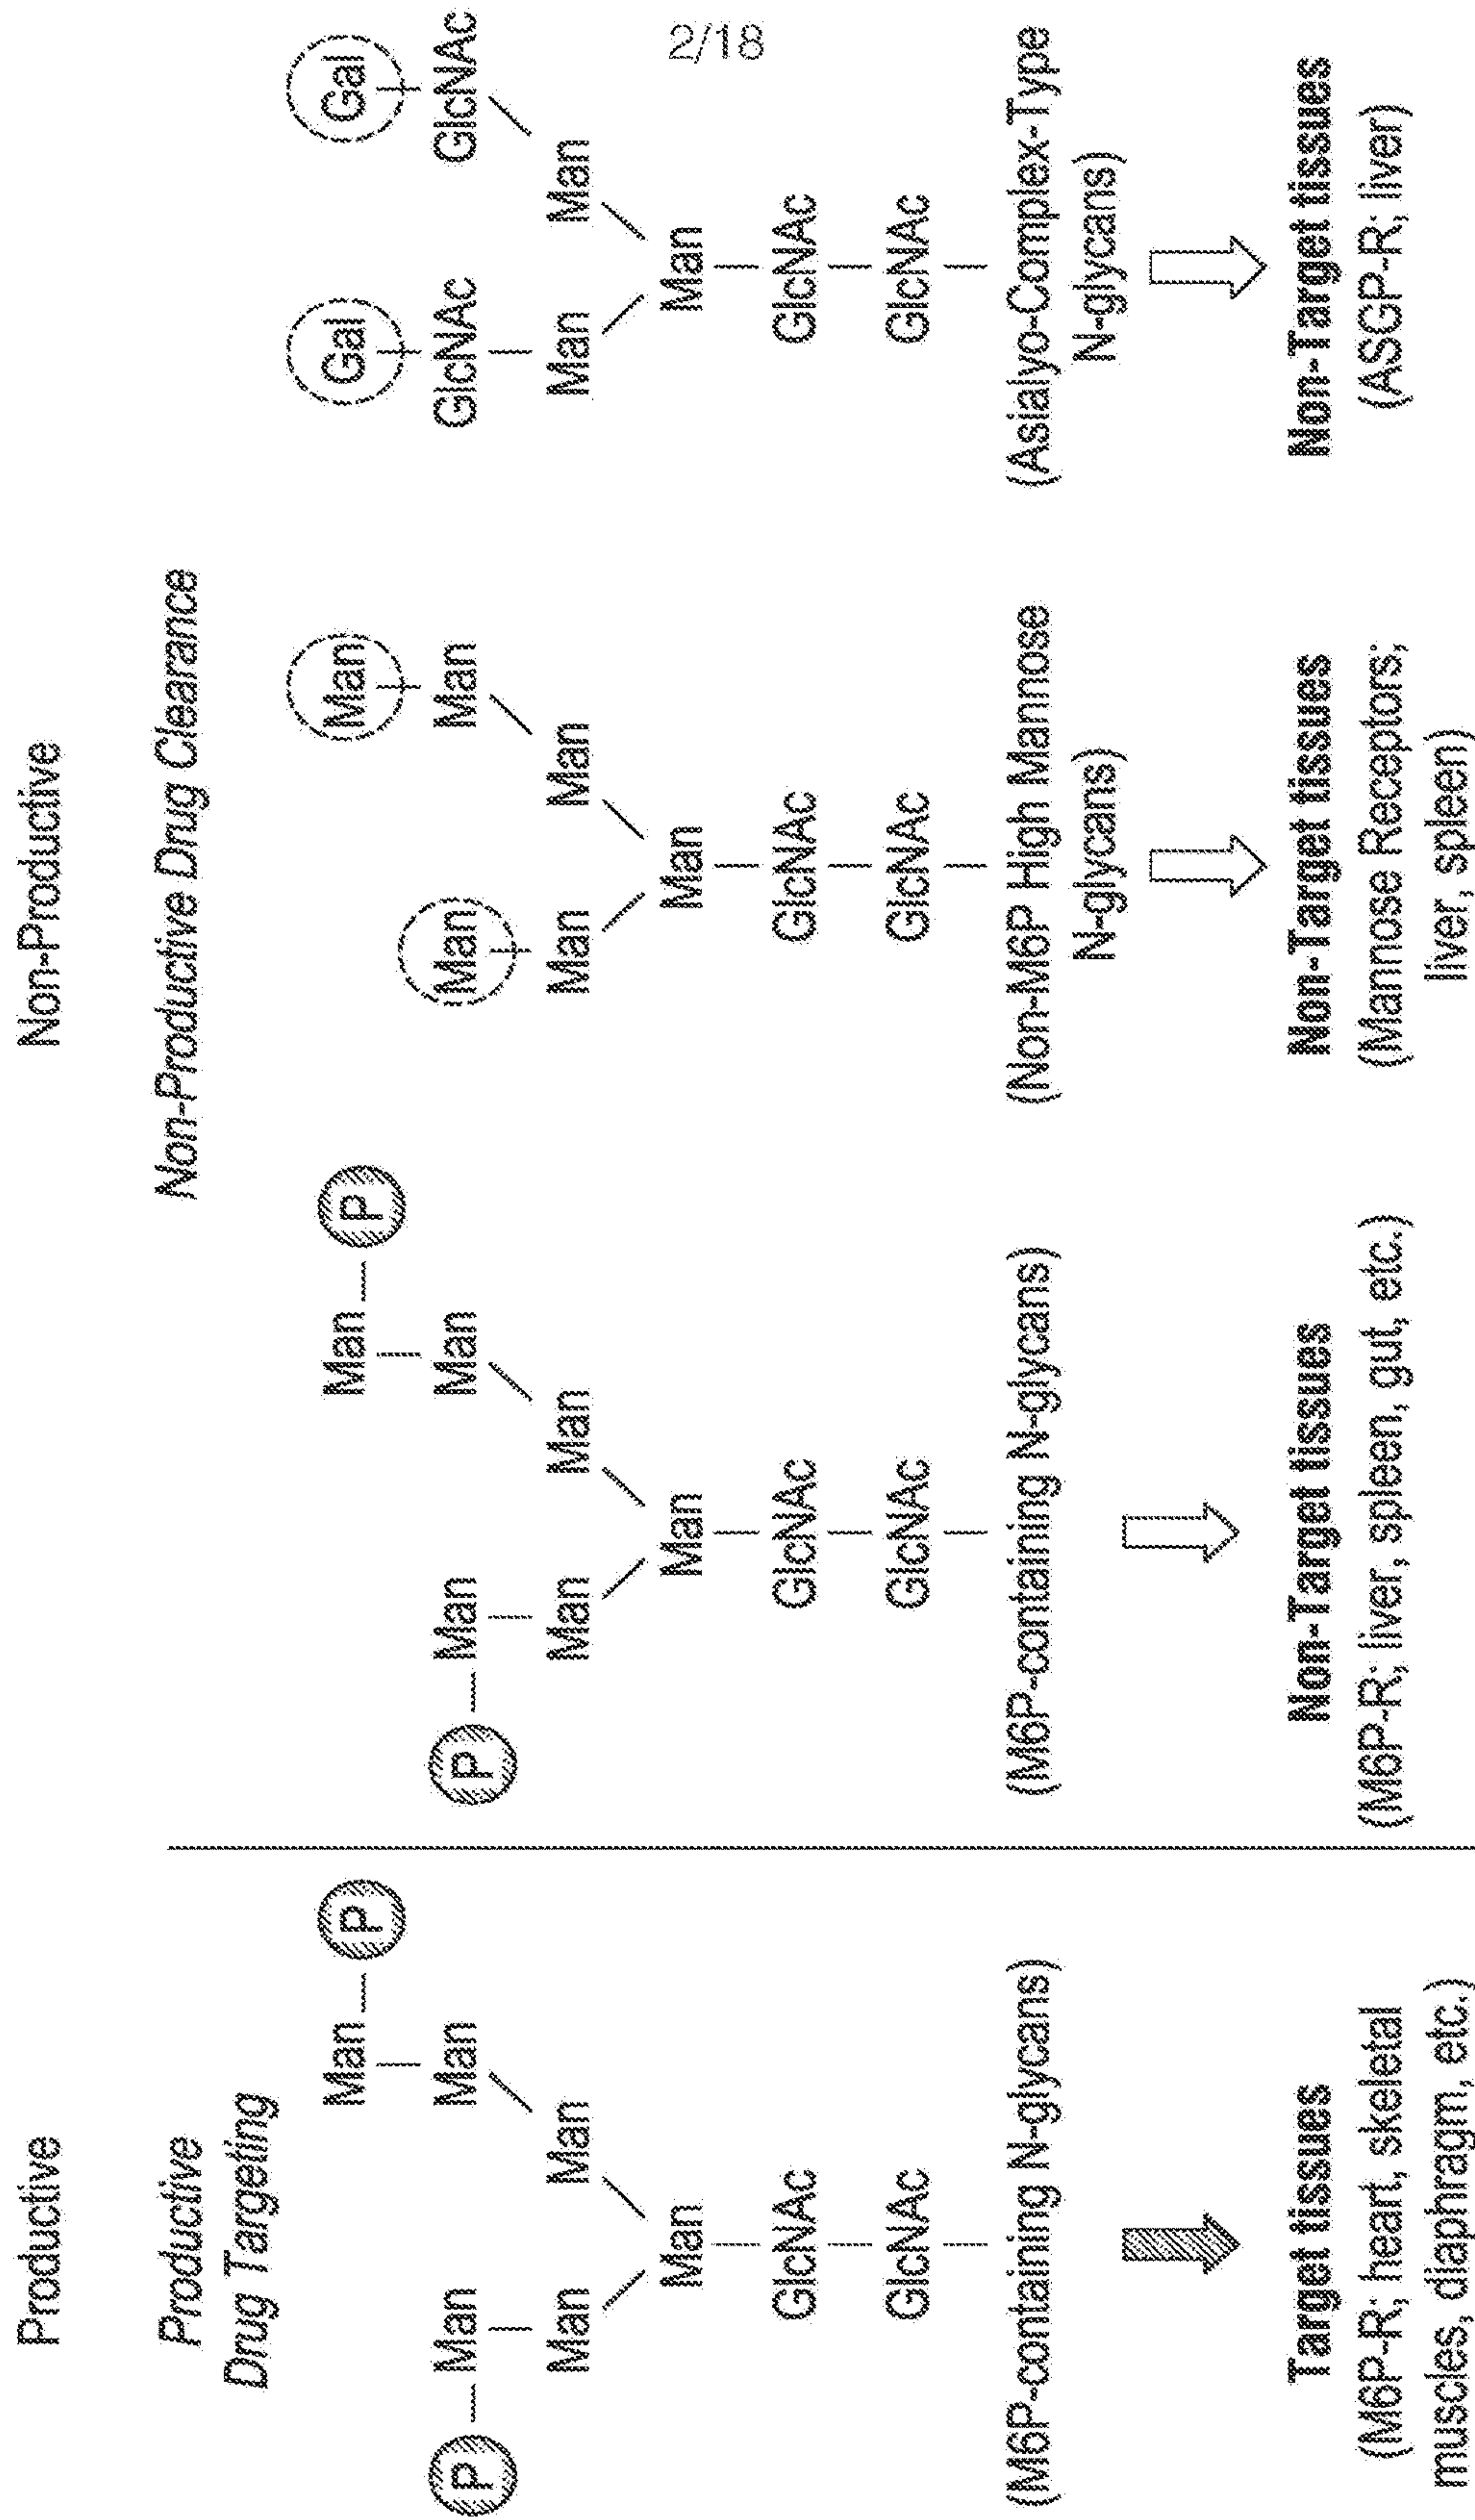 2/18
Productive
Productive
Drug Targeting
P
Man
Man
Man
Man
P
Man
Man
Man
GlcNAc
GlcNAc
(M6P-containing N-glycans)
Target tissues
(M6P-R; heart, skeletal
muscles, diaphragm, etc.)
Non-Productive
Non-Productive Drug Clearance
P
Man
Man
Man
Man
P
Man
Man
Man
GlcNAc
GlcNAc
(M6P-containing N-glycans)
Non-Target tissues
(M6P-R; liver, spleen, gut, etc.)
Man
Man
Man
Man
Man
Man
GlcNAc
GlcNAc
(Non-M6P High Mannose
N-glycans)
Non-Target tissues
(Mannose Receptors;
liver, spleen)
Gal
Gal
GlcNAc
GlcNAc
Man
Man
Man
GlcNAc
GlcNAc
(Asialyo-Complex-Type
N-glycans)
Non-Target tissues
(ASGP-R; liver)